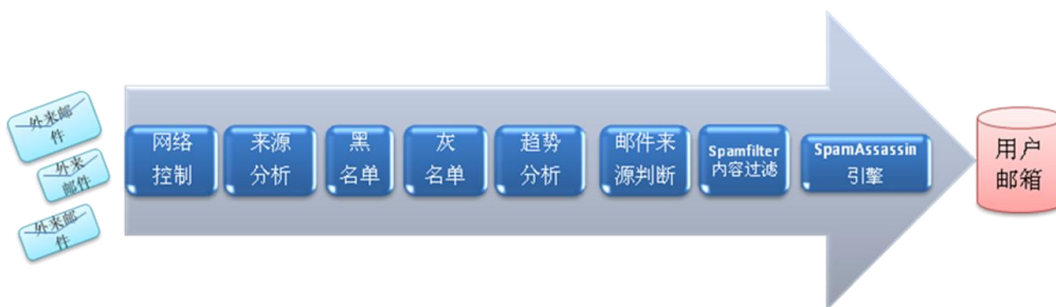 外来邮
件
外来
邮件
外来邮
件
网络
控制
来源
分析
黑
名单
灰
名单
趋势
分析
邮件来
源判断
Spamfilter
内容过滤
SpamAssassin
引擎
用户
邮箱